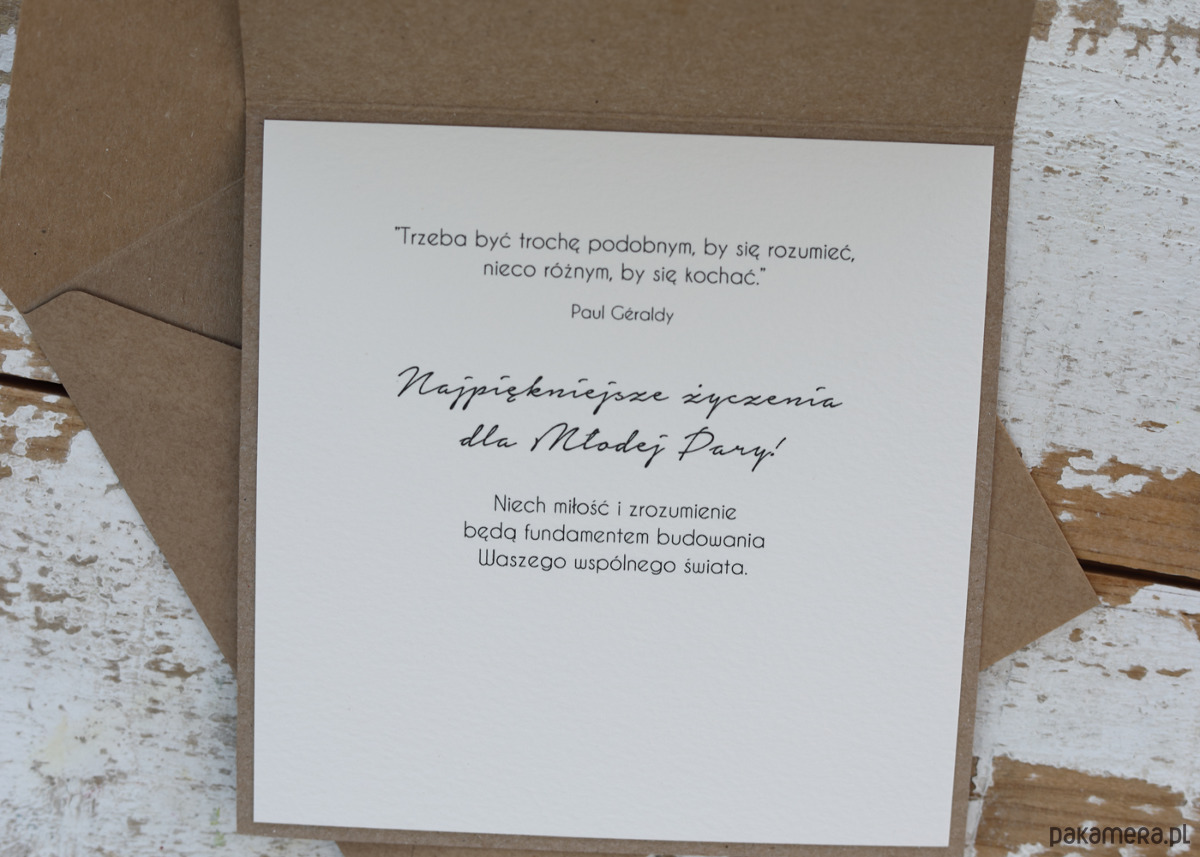 "Trzeba być trochę podobnym, by się rozumieć,
nieco różnym, by się kochać."
Paul Géraldy
Najpiękniejsze życzenia
dla Młodej Pary!
Niech miłość i zrozumienie
będą fundamentem budowania
Waszego wspólnego świata.
pakamera.pl